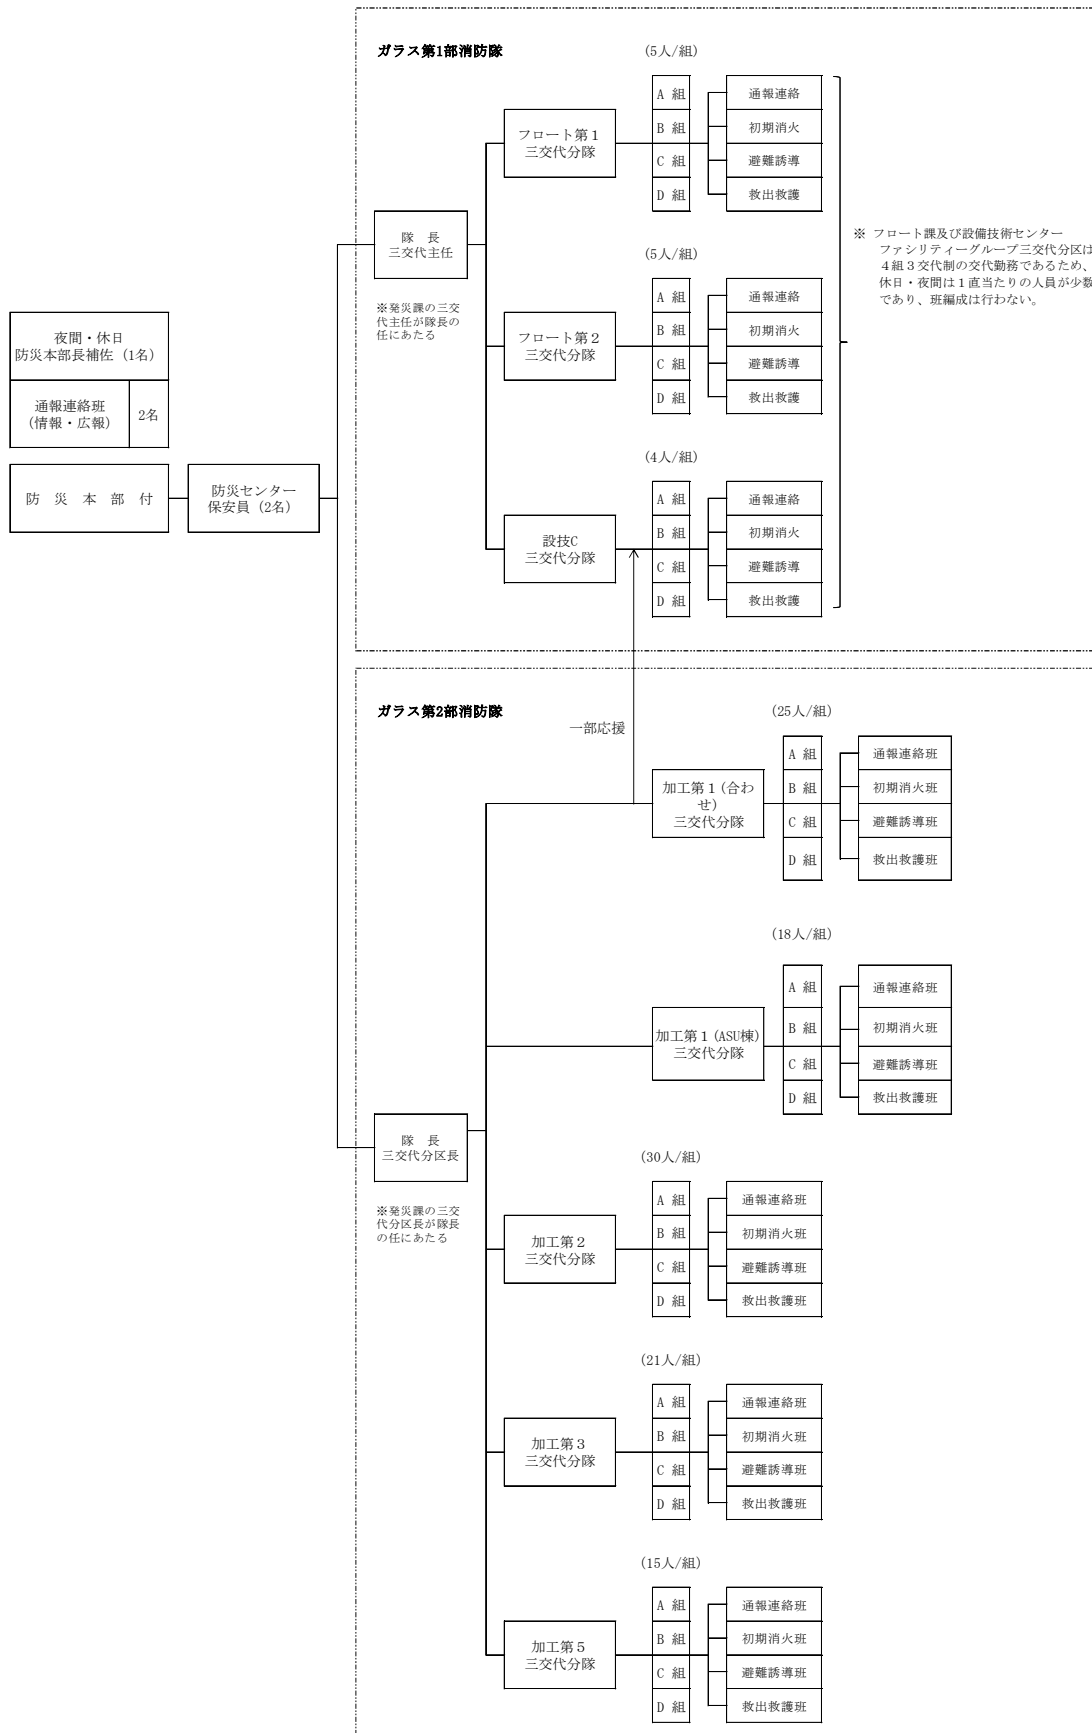 ガラス第1部消防隊
(5人/組)
A 組
B 組
C 組
D 組
通報連絡
初期消火
避難誘導
救出救護
フロート第1
三交代分隊
隊 長
三交代主任
※発災課の三交
代主任が隊長の
任にあたる
※ フロート課及び設備技術センター
ファシリティーグループ三交代分区は
4組3交代制の交代勤務であるため、
休日・夜間は1直当たりの人員が少数
であり、班編成は行わない。
(5人/組)
A 組
B 組
C 組
D 組
通報連絡
初期消火
避難誘導
救出救護
フロート第2
三交代分隊
夜間・休日
防災本部長補佐（1名）
通報連絡班
（情報・広報）
2名
防 災 本 部 付
防災センター
保安員（2名）
(4人/組)
A 組
B 組
C 組
D 組
通報連絡
初期消火
避難誘導
救出救護
設技C
三交代分隊
ガラス第2部消防隊
一部応援
(25人/組)
加工第1(合わ
せ)
三交代分隊
A 組
B 組
C 組
D 組
通報連絡班
初期消火班
避難誘導班
救出救護班
(18人/組)
加工第1(ASU棟)
三交代分隊
A 組
B 組
C 組
D 組
通報連絡班
初期消火班
避難誘導班
救出救護班
隊 長
三交代分区長
※発災課の三交
代分区長が隊長
の任にあたる
(30人/組)
加工第2
三交代分隊
A 組
B 組
C 組
D 組
通報連絡班
初期消火班
避難誘導班
救出救護班
(21人/組)
加工第3
三交代分隊
A 組
B 組
C 組
D 組
通報連絡班
初期消火班
避難誘導班
救出救護班
(15人/組)
加工第5
三交代分隊
A 組
B 組
C 組
D 組
通報連絡班
初期消火班
避難誘導班
救出救護班